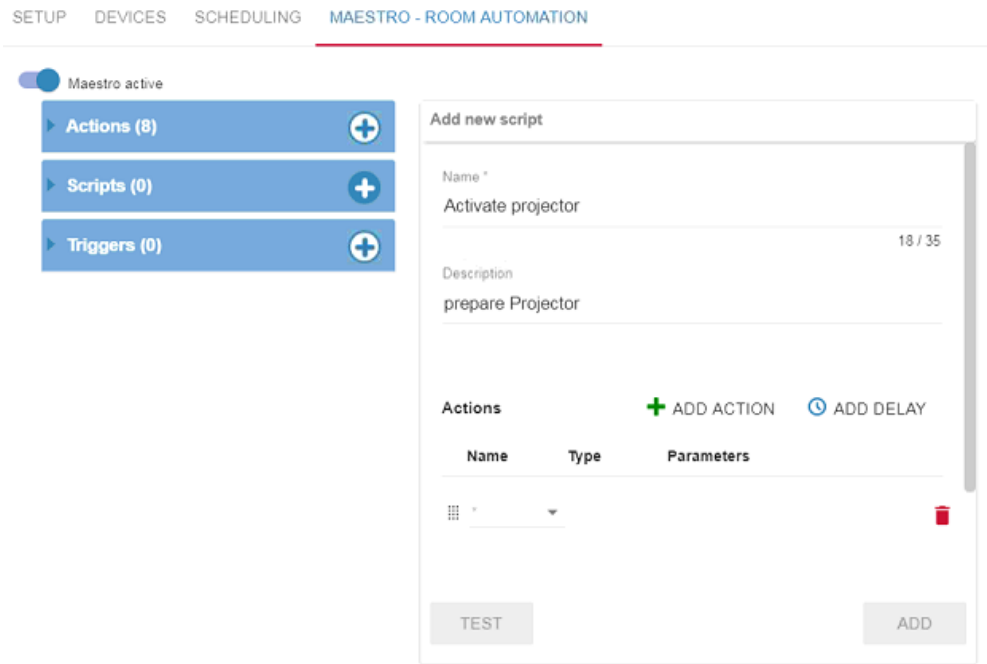 SETUP DEVICES SCHEDULING MAESTRO - ROOM AUTOMATION
Maestro active
Actions (8)
Scripts (0)
Triggers (0)
Add new script
Name *
Activate projector
18 / 35
Description
prepare Projector
Actions ADD ACTION ADD DELAY
Name Type Parameters
*
TEST ADD